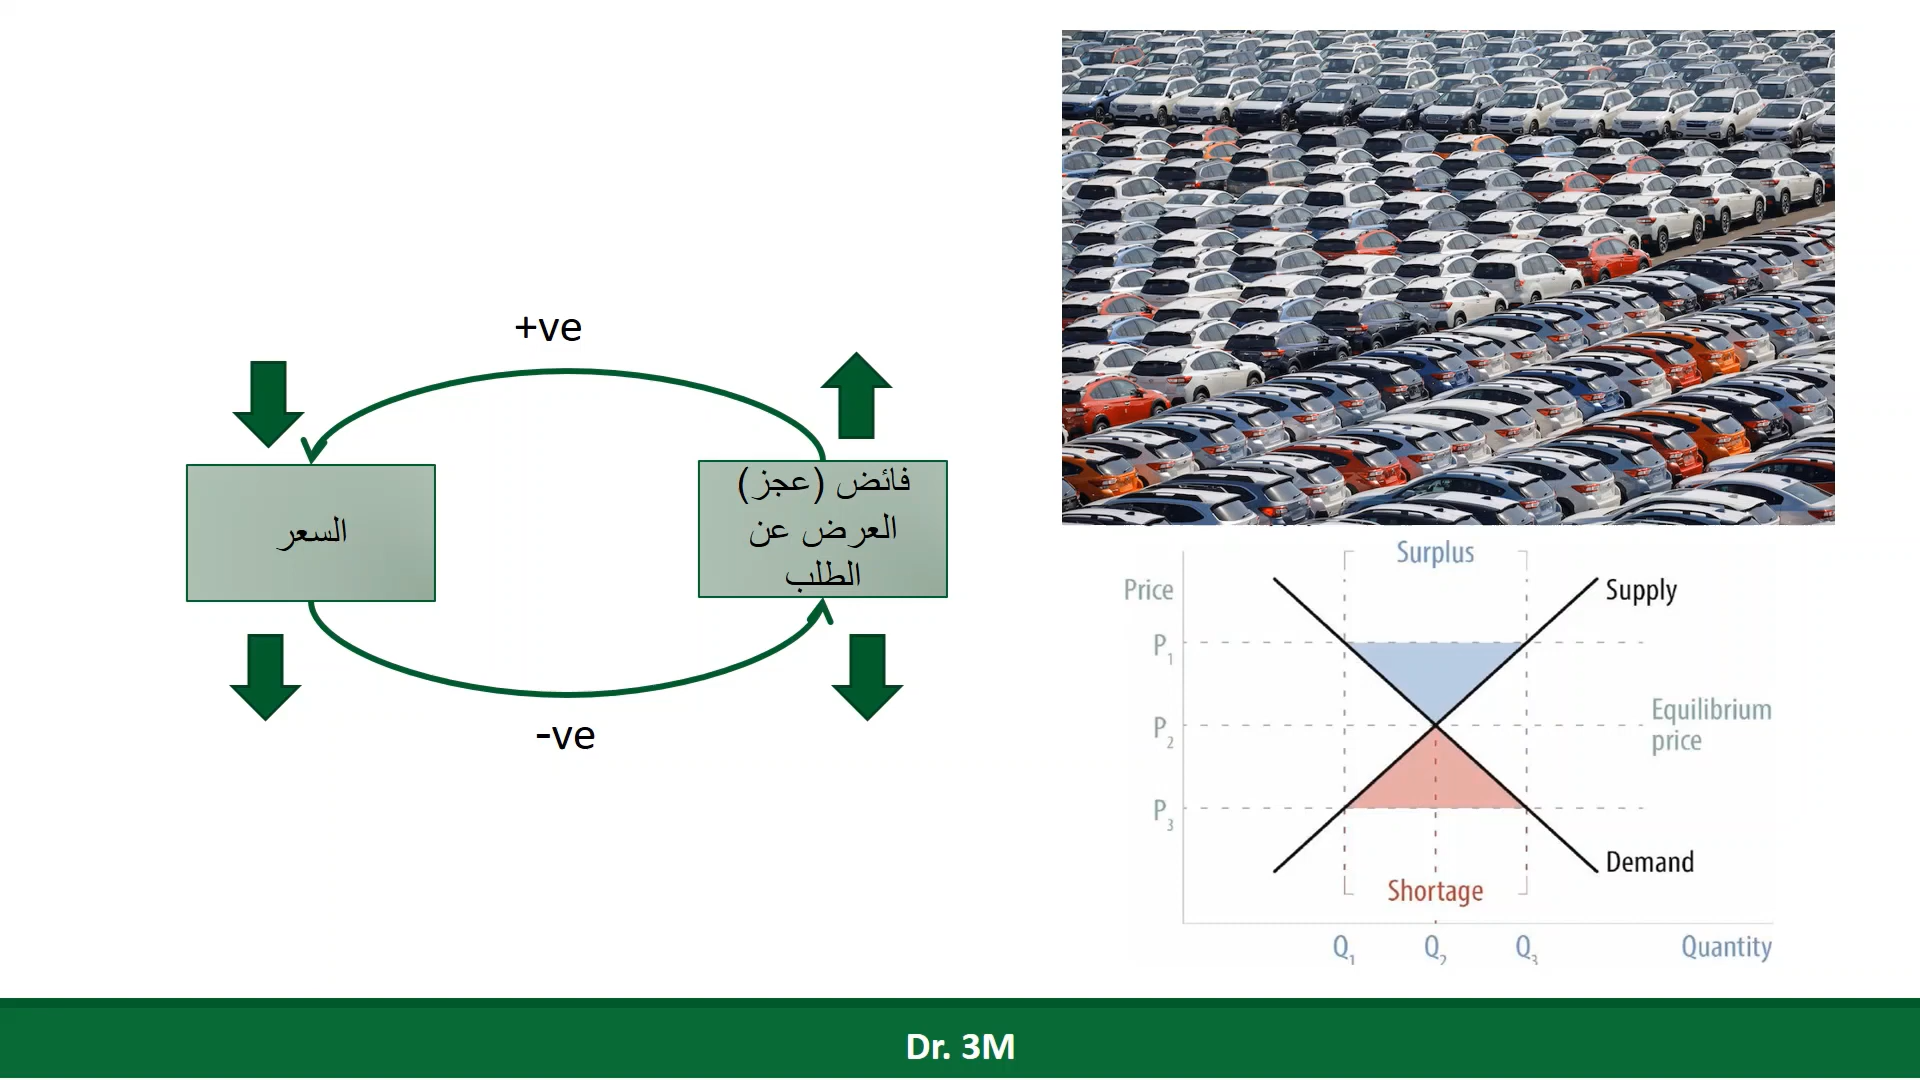 +ve
السعر
فائض (عجز)
العرض عن
الطلب
-ve
Surplus
Price
Supply
P1
P2
P3
Equilibrium
price
Demand
Shortage
Q1 Q2 Q3 Quantity
Dr. 3M